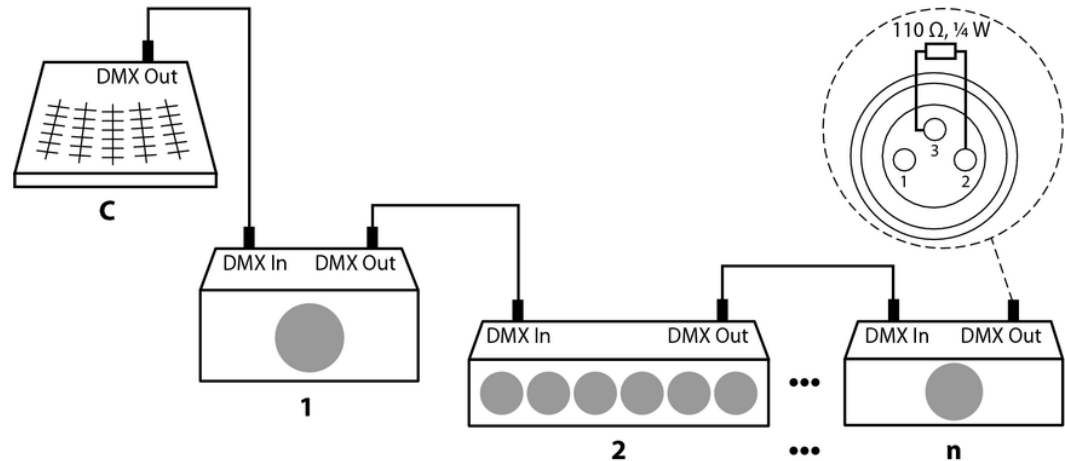 110 Ω, ¼ W
DMX Out
3
1
2
C
DMX In
DMX Out
1
DMX In
DMX Out
•••
DMX In
DMX Out
2
•••
n